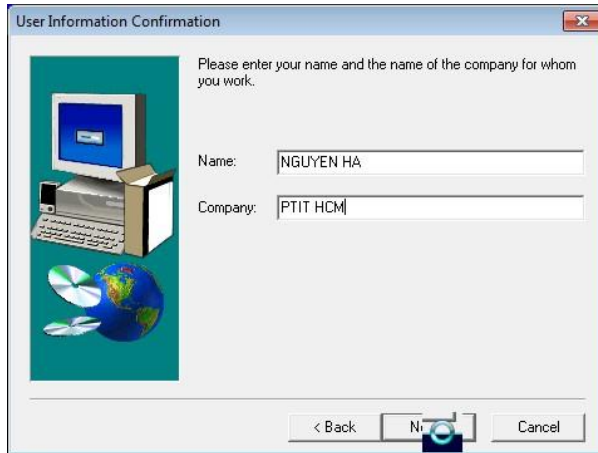 User Information Confirmation
Please enter your name and the name of the company for whom
you work.
Name: NGUYEN HA
Company: PTIT HCM
< Back
Cancel